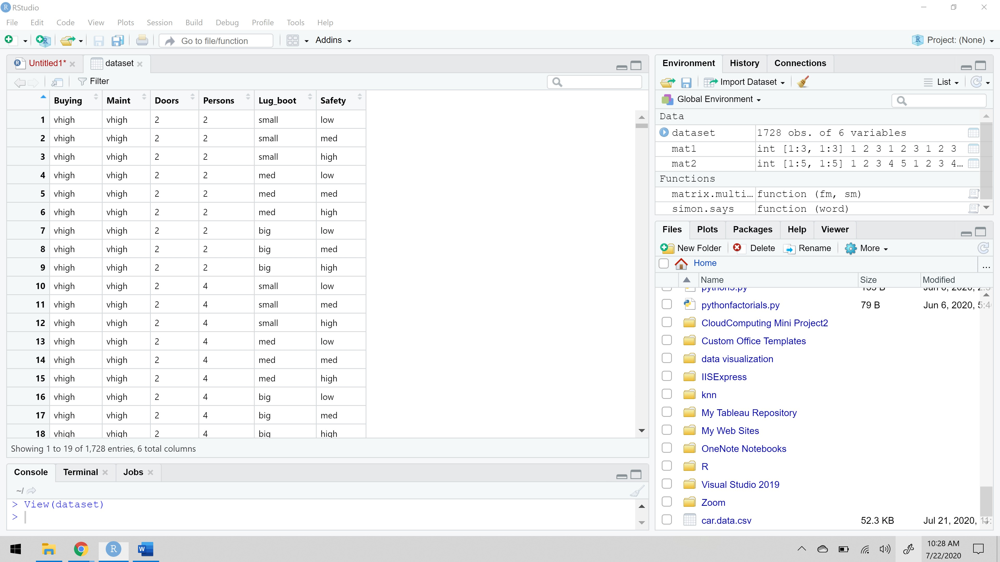 RStudio
File Edit Code View Plots Session Build Debug Profile Tools Help
Go to file/function Addins Project: (None)
Untitled1* dataset
Filter
Buying Maint Doors Persons Lug_boot Safety
1 vhigh vhigh 2 2 small low
2 vhigh vhigh 2 2 small med
3 vhigh vhigh 2 2 small high
4 vhigh vhigh 2 2 med low
5 vhigh vhigh 2 2 med med
6 vhigh vhigh 2 2 med high
7 vhigh vhigh 2 2 big low
8 vhigh vhigh 2 2 big med
9 vhigh vhigh 2 2 big high
10 vhigh vhigh 2 4 small low
11 vhigh vhigh 2 4 small med
12 vhigh vhigh 2 4 small high
13 vhigh vhigh 2 4 med low
14 vhigh vhigh 2 4 med med
15 vhigh vhigh 2 4 med high
16 vhigh vhigh 2 4 big low
17 vhigh vhigh 2 4 big med
18 vhigh vhigh 2 4 big high
Showing 1 to 19 of 1,728 entries, 6 total columns
Console Terminal Jobs
~/
> View(dataset)
>
Environment History Connections
Import Dataset List
Global Environment
Data
dataset 1728 obs. of 6 variables
mat1 int [1:3, 1:3] 1 2 3 1 2 3 1 2 3
mat2 int [1:5, 1:5] 1 2 3 4 5 1 2 3 4…
Functions
matrix.multi… function (fm, sm)
simon.says function (word)
Files Plots Packages Help Viewer
New Folder Delete Rename More
Home ...
Name Size Modified
pythonfactorials.py 79 B Jun 6, 2020,
CloudComputing Mini Project2
Custom Office Templates
data visualization
IISExpress
knn
My Tableau Repository
My Web Sites
OneNote Notebooks
R
Visual Studio 2019
Zoom
car.data.csv 52.3 KB Jul 21, 2020,
10:28 AM
7/22/2020